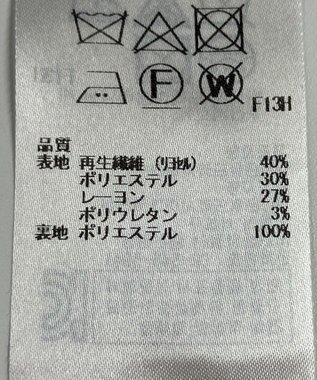 F W F13H
品質
表地 再生繊維 (リヨセル) 40%
ポリエステル 30%
レーヨン 27%
ポリウレタン 3%
裏地 ポリエステル 100%